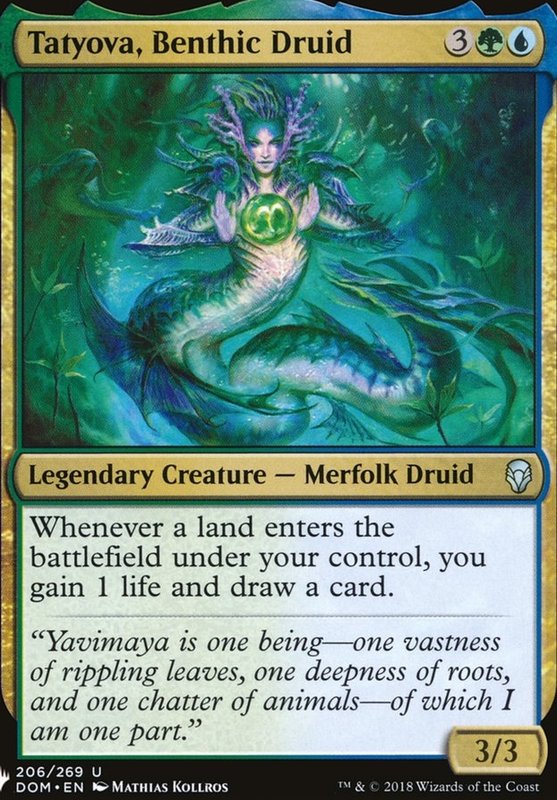 Tatyova, Benthic Druid 3
Legendary Creature — Merfolk Druid
Whenever a land enters the
battlefield under your control, you
gain 1 life and draw a card.
“Yavimaya is one being—one vastness
of rippling leaves, one deepness of roots,
and one chatter of animals—of which I
am one part.”
3/3
206/269 U
DOM • EN Mathias Kollros
™ & © 2018 Wizards of the Coast